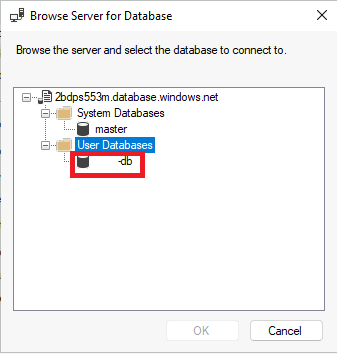 Browse Server for Database
Browse the server and select the database to connect to.
2bdps553m.database.windows.net
System Databases
master
User Databases
-db
OK
Cancel